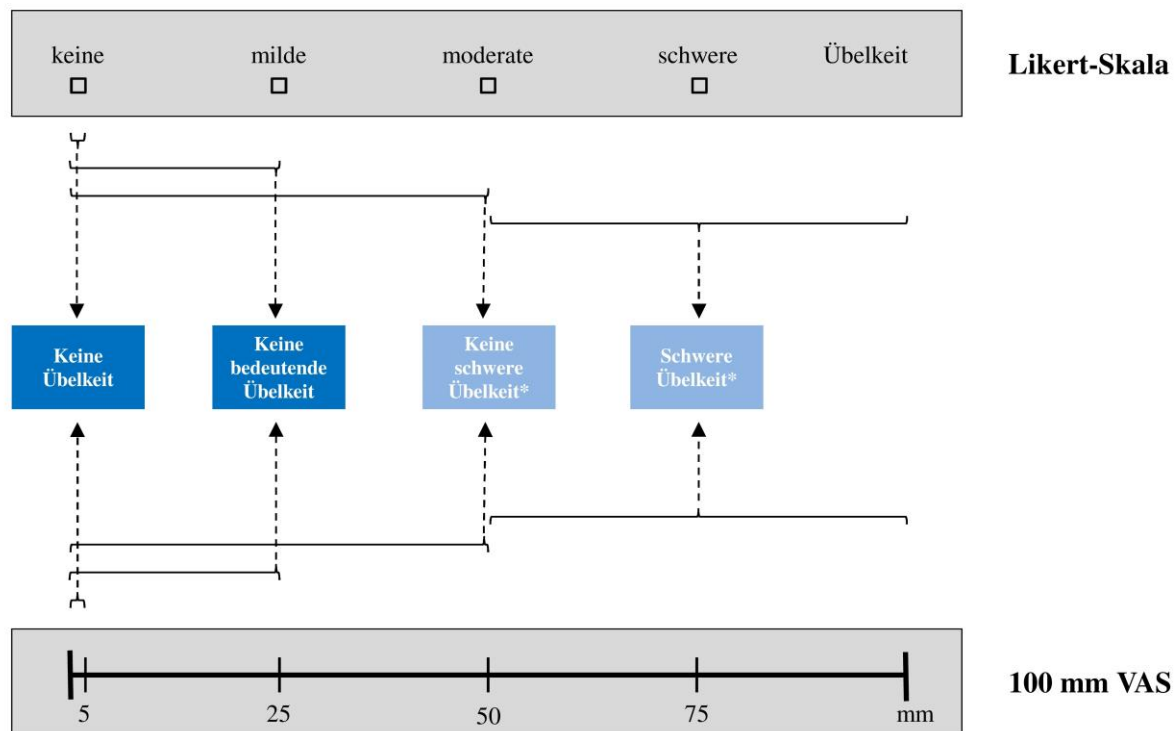 keine milde moderate schwere Übelkeit
Likert-Skala
Keine
Übelkeit
Keine
bedeutende
Übelkeit
Keine
schwere
Übelkeit*
Schwere
Übelkeit*
5 25 50 75 mm
100 mm VAS